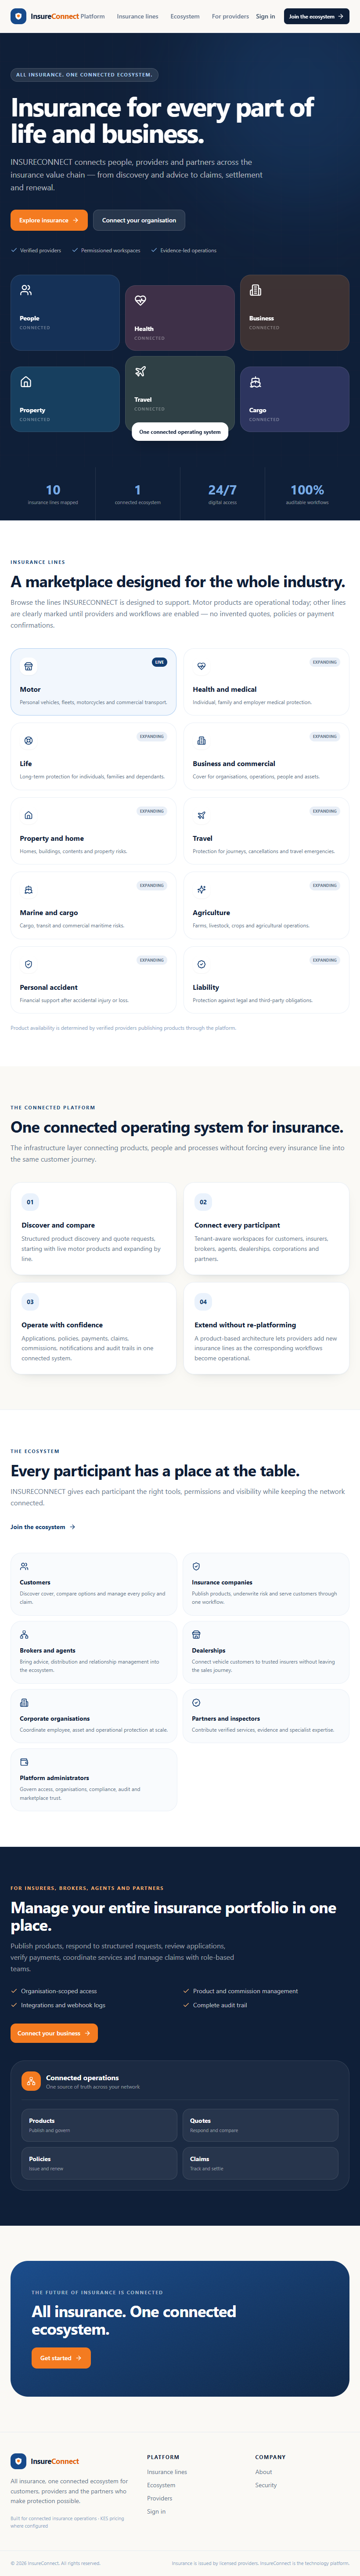 InsureConnect Platform Insurance lines Ecosystem For providers Sign in Join the ecosystem
ALL INSURANCE. ONE CONNECTED ECOSYSTEM.
Insurance for every part of
life and business.
INSURECONNECT connects people, providers and partners across the
insurance value chain — from discovery and advice to claims, settlement
and renewal.
Explore insurance
Connect your organisation
Verified providers Permissioned workspaces Evidence-led operations
People
CONNECTED
Health
CONNECTED
Business
CONNECTED
Property
CONNECTED
Travel
CONNECTED
Cargo
CONNECTED
One connected operating system
10
insurance lines mapped
1
connected ecosystem
24/7
digital access
100%
auditable workflows
INSURANCE LINES
A marketplace designed for the whole industry.
Browse the lines INSURECONNECT is designed to support. Motor products are operational today; other lines
are clearly marked until providers and workflows are enabled — no invented quotes, policies or payment
confirmations.
LIVE
Motor
Personal vehicles, fleets, motorcycles and commercial transport.
EXPANDING
Health and medical
Individual, family and employer medical protection.
EXPANDING
Life
Long-term protection for individuals, families and dependants.
EXPANDING
Business and commercial
Cover for organisations, operations, people and assets.
EXPANDING
Property and home
Homes, buildings, contents and property risks.
EXPANDING
Travel
Protection for journeys, cancellations and travel emergencies.
EXPANDING
Marine and cargo
Cargo, transit and commercial maritime risks.
EXPANDING
Agriculture
Farms, livestock, crops and agricultural operations.
EXPANDING
Personal accident
Financial support after accidental injury or loss.
EXPANDING
Liability
Protection against legal and third-party obligations.
Product availability is determined by verified providers publishing products through the platform.
THE CONNECTED PLATFORM
One connected operating system for insurance.
The infrastructure layer connecting products, people and processes without forcing every insurance line into
the same customer journey.
01
Discover and compare
Structured product discovery and quote requests,
starting with live motor products and expanding by
line.
02
Connect every participant
Tenant-aware workspaces for customers, insurers,
brokers, agents, dealerships, corporations and
partners.
03
Operate with confidence
Applications, policies, payments, claims,
commissions, notifications and audit trails in one
connected system.
04
Extend without re-platforming
A product-based architecture lets providers add new
insurance lines as the corresponding workflows
become operational.
THE ECOSYSTEM
Every participant has a place at the table.
INSURECONNECT gives each participant the right tools, permissions and visibility while keeping the network
connected.
Join the ecosystem
Customers
Discover cover, compare options and manage every policy and
claim.
Insurance companies
Publish products, underwrite risk and serve customers through
one workflow.
Brokers and agents
Bring advice, distribution and relationship management into
the ecosystem.
Dealerships
Connect vehicle customers to trusted insurers without leaving
the sales journey.
Corporate organisations
Coordinate employee, asset and operational protection at scale.
Partners and inspectors
Contribute verified services, evidence and specialist expertise.
Platform administrators
Govern access, organisations, compliance, audit and
marketplace trust.
FOR INSURERS, BROKERS, AGENTS AND PARTNERS
Manage your entire insurance portfolio in one
place.
Publish products, respond to structured requests, review applications,
verify payments, coordinate services and manage claims with role-based
teams.
Organisation-scoped access
Product and commission management
Integrations and webhook logs
Complete audit trail
Connect your business
Connected operations
One source of truth across your network
Products
Publish and govern
Quotes
Respond and compare
Policies
Issue and renew
Claims
Track and settle
THE FUTURE OF INSURANCE IS CONNECTED
All insurance. One connected
ecosystem.
Get started
InsureConnect
All insurance, one connected ecosystem for
customers, providers and the partners who
make protection possible.
Built for connected insurance operations · KES pricing
where configured
PLATFORM
Insurance lines
Ecosystem
Providers
Sign in
COMPANY
About
Security
© 2026 InsureConnect. All rights reserved.
Insurance is issued by licensed providers. InsureConnect is the technology platform.